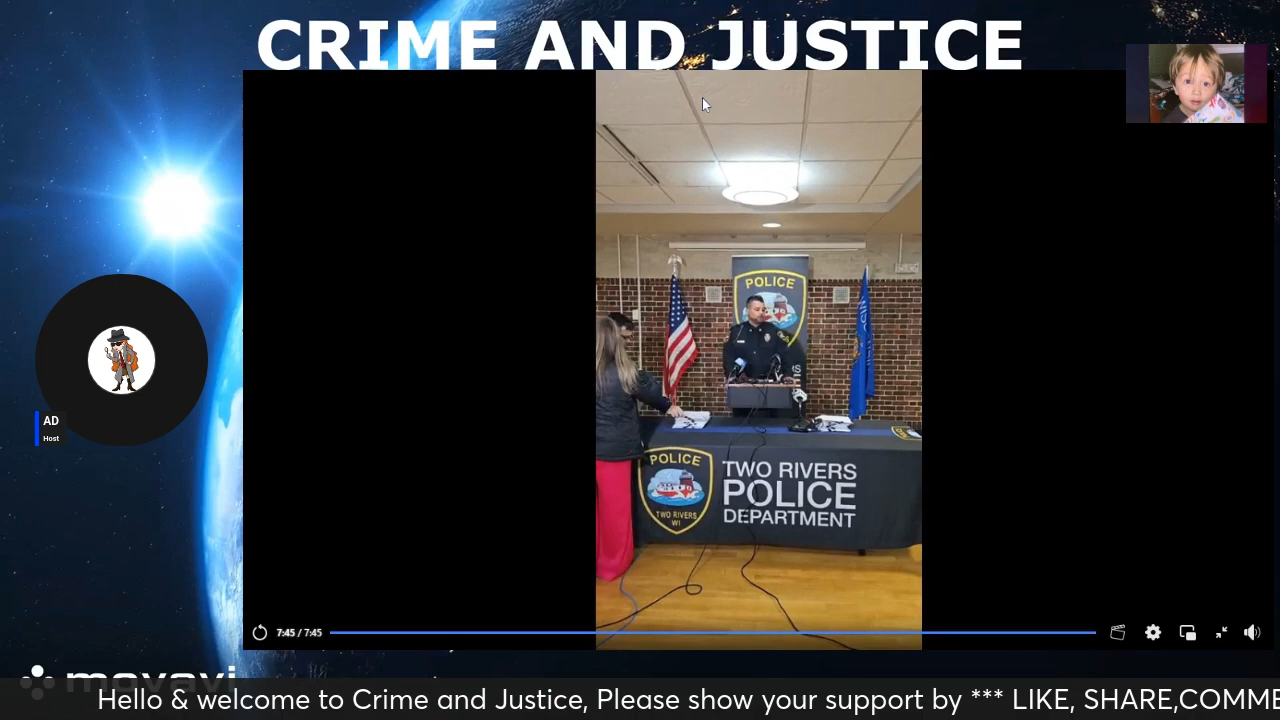 CRIME AND JUSTICE
POLICE
AD
Host
POLICE
TWO RIVERS
WI
TWO RIVERS
POLICE
DEPARTMENT
7:45 / 7:45
movavi
Hello & welcome to Crime and Justice, Please show your support by *** LIKE, SHARE,COMME